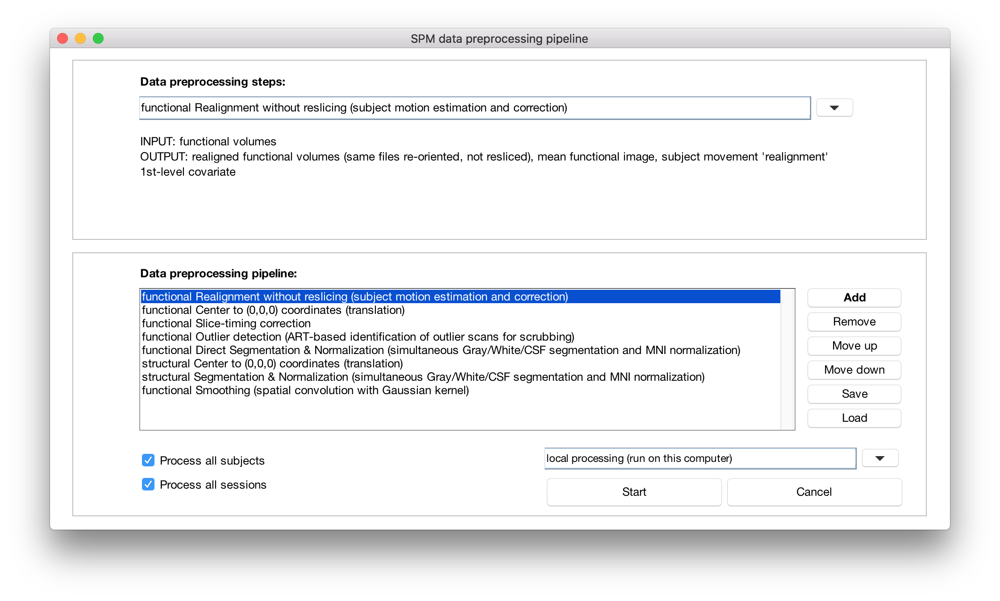 SPM data preprocessing pipeline
Data preprocessing steps:
functional Realignment without reslicing (subject motion estimation and correction)
INPUT: functional volumes
OUTPUT: realigned functional volumes (same files re-oriented, not resliced), mean functional image, subject movement 'realignment'
1st-level covariate
Data preprocessing pipeline:
functional Realignment without reslicing (subject motion estimation and correction)
functional Center to (0,0,0) coordinates (translation)
functional Slice-timing correction
functional Outlier detection (ART-based identification of outlier scans for scrubbing)
functional Direct Segmentation & Normalization (simultaneous Gray/White/CSF segmentation and MNI normalization)
structural Center to (0,0,0) coordinates (translation)
structural Segmentation & Normalization (simultaneous Gray/White/CSF segmentation and MNI normalization)
functional Smoothing (spatial convolution with Gaussian kernel)
Add
Remove
Move up
Move down
Save
Load
Process all subjects
Process all sessions
local processing (run on this computer)
Start
Cancel